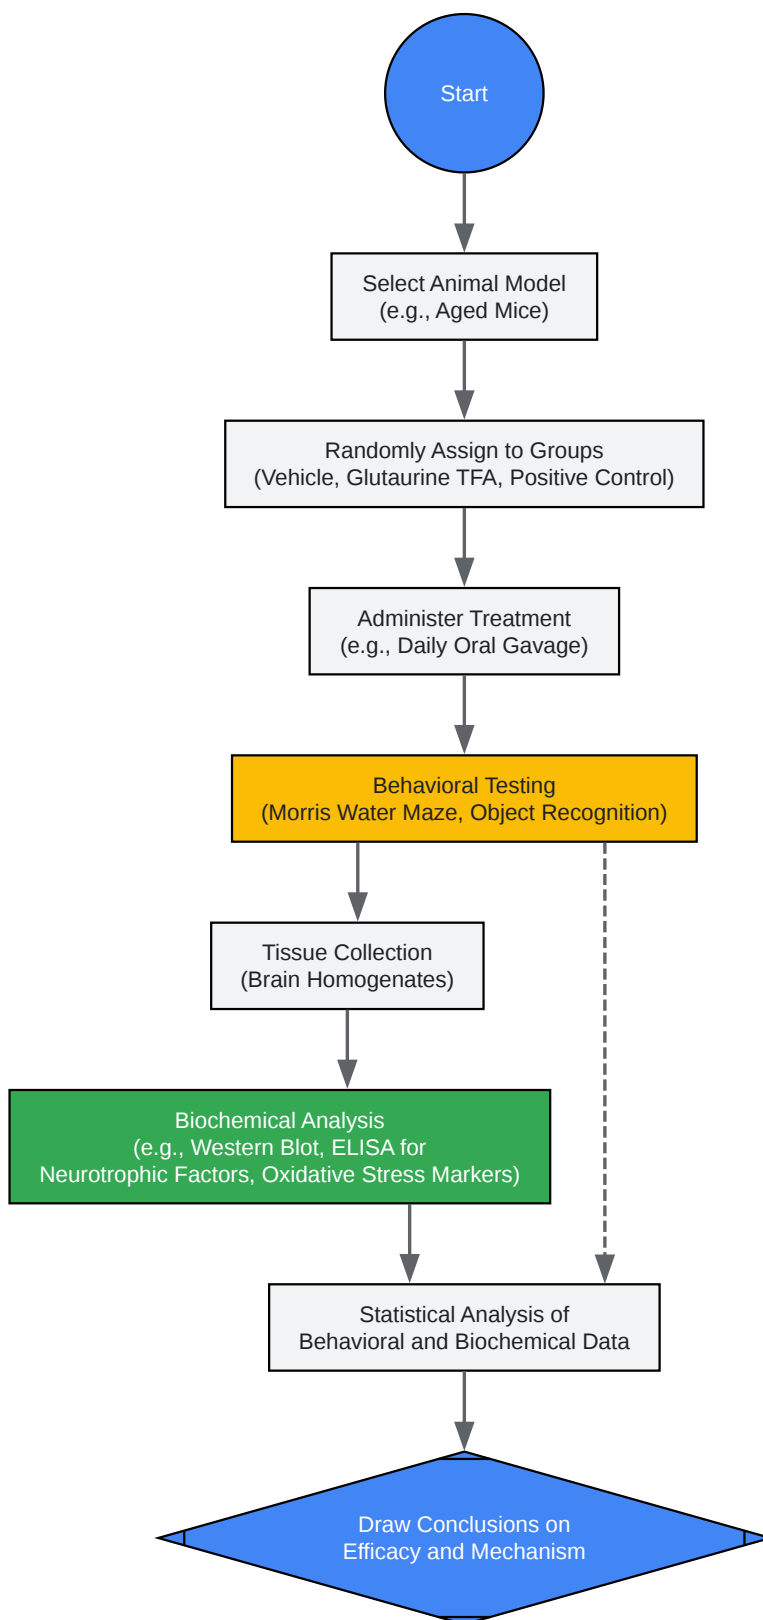 Start
Select Animal Model
(e.g., Aged Mice)
Randomly Assign to Groups
(Vehicle, Glutaurine TFA, Positive Control)
Administer Treatment
(e.g., Daily Oral Gavage)
Behavioral Testing
(Morris Water Maze, Object Recognition)
Tissue Collection
(Brain Homogenates)
Biochemical Analysis
(e.g., Western Blot, ELISA for
Neurotrophic Factors, Oxidative Stress Markers)
Statistical Analysis of
Behavioral and Biochemical Data
Draw Conclusions on
Efficacy and Mechanism